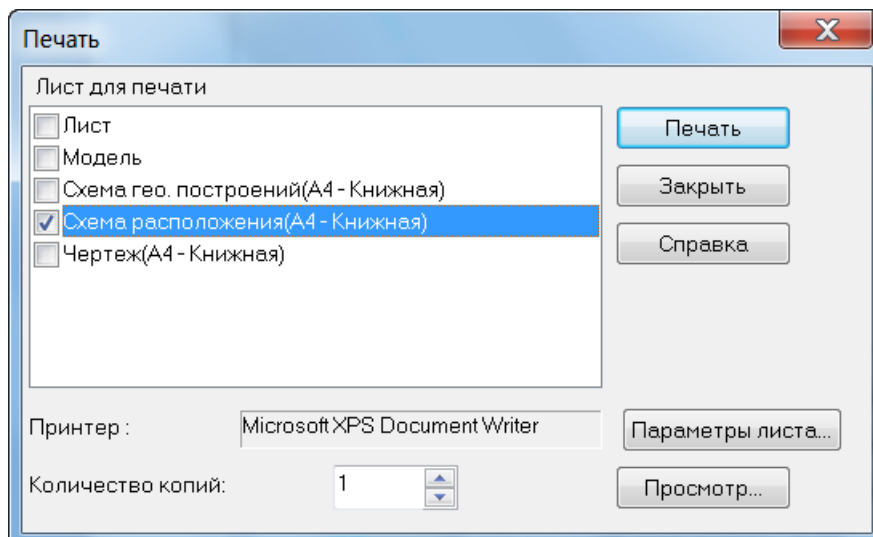 Печать
Лист для печати
Лист
Модель
Схема гео. построений(А4 - Книжная)
Схема расположения(А4 - Книжная)
Чертеж(А4 - Книжная)
Печать
Закрыть
Справка
Принтер : Microsoft XPS Document Writer
Параметры листа...
Количество копий: 1
Просмотр...